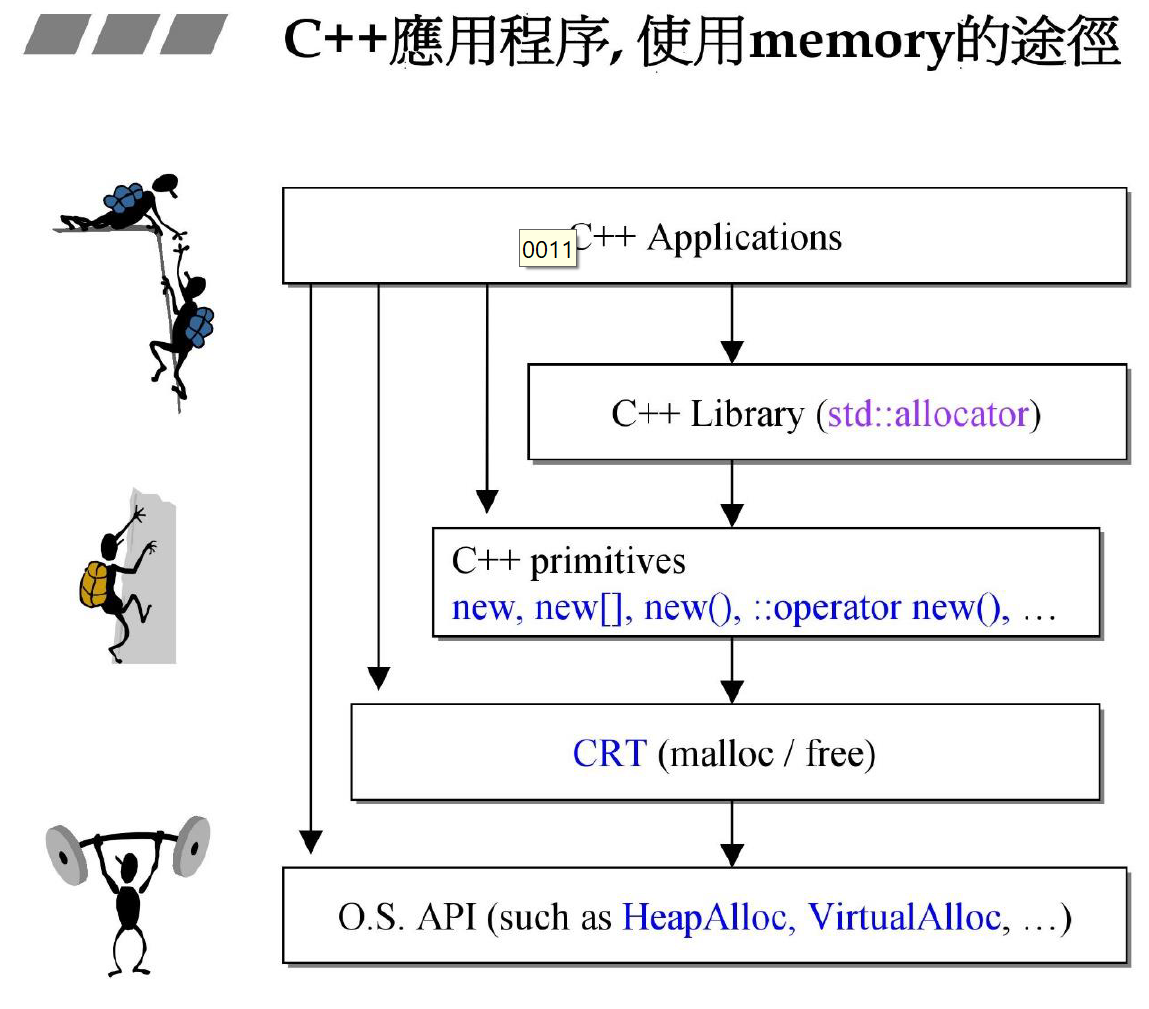 C++應用程序, 使用memory的途徑
C++ Applications
0011
C++ Library (std::allocator)
C++ primitives
new, new[], new(), ::operator new(), …
CRT (malloc / free)
O.S. API (such as HeapAlloc, VirtualAlloc, …)